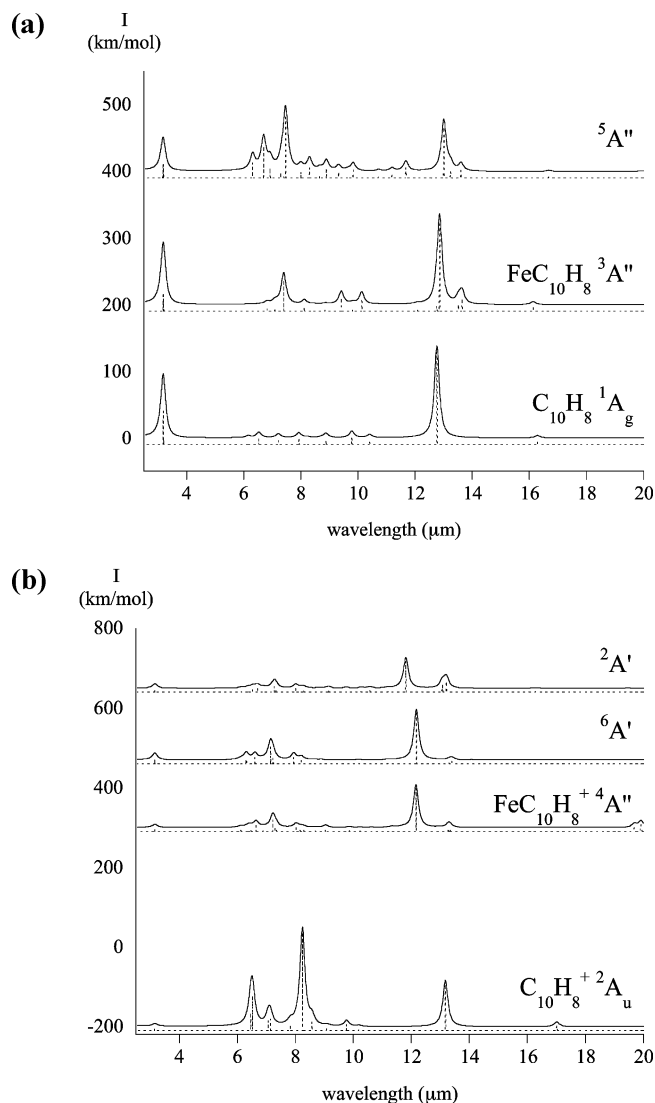 (a)
I
(km/mol)
500
400
300
200
100
0
⁵A"
FeC₁₀H₈ ³A"
C₁₀H₈ ¹A_g
4 6 8 10 12 14 16 18 20
wavelength (μm)
(b)
I
(km/mol)
800
600
400
200
0
-200
²A'
⁶A'
FeC₁₀H₈⁺ ⁴A"
C₁₀H₈⁺ ²Aᵤ
4 6 8 10 12 14 16 18 20
wavelength (μm)